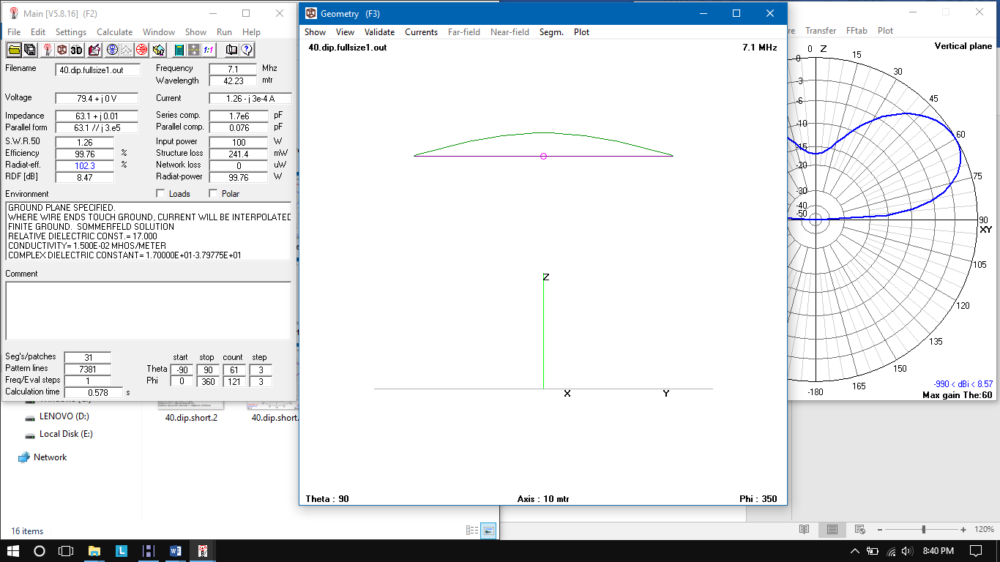 Main [V5.8.16] (F2)
File Edit Settings Calculate Window Show Run Help
3D
1:1
Filename 40.dip.fullsize1.out Frequency 7.1 Mhz
Wavelength 42.23 mtr
Voltage 79.4 + j 0 V Current 1.26 - j 3e-4 A
Impedance 63.1 + j 0.01 Series comp. 1.7e6 pF
Parallel form 63.1 // j 3.e5 Parallel comp. 0.076 pF
S.W.R.50 1.26 Input power 100 W
Efficiency 99.76 % Structure loss 241.4 mW
Radiat-eff. 102.3 % Network loss 0 uW
RDF [dB] 8.47 Radiat-power 99.76 W
Environment Loads Polar
GROUND PLANE SPECIFIED.
WHERE WIRE ENDS TOUCH GROUND, CURRENT WILL BE INTERPOLATED
FINITE GROUND. SOMMERFELD SOLUTION
RELATIVE DIELECTRIC CONST.= 17.000
CONDUCTIVITY= 1.500E-02 MHOS/METER
COMPLEX DIELECTRIC CONSTANT= 1.70000E+01-3.79775E+01
Comment
Seg's/patches 31 start stop count step
Pattern lines 7381 Theta -90 90 61 3
Freq/Eval steps 1 Phi 0 360 121 3
Calculation time 0.578 s
Geometry (F3)
Show View Validate Currents Far-field Near-field Segm. Plot
40.dip.fullsize1.out 7.1 MHz
Z
X Y
Theta : 90 Axis : 10 mtr Phi : 350
re Transfer FFtab Plot
Vertical plane
0 Z 15
30
45
60
75
90
XY
105
120
135
150
165
-180
0
-3
-6
-10
-20
-30
-40
-50
-990 < dBi < 8.57
Max gain The:60
LENOVO (D:)
Local Disk (E:)
Network
40.dip.short.2 40.dip.short.
16 items
120%
8:40 PM